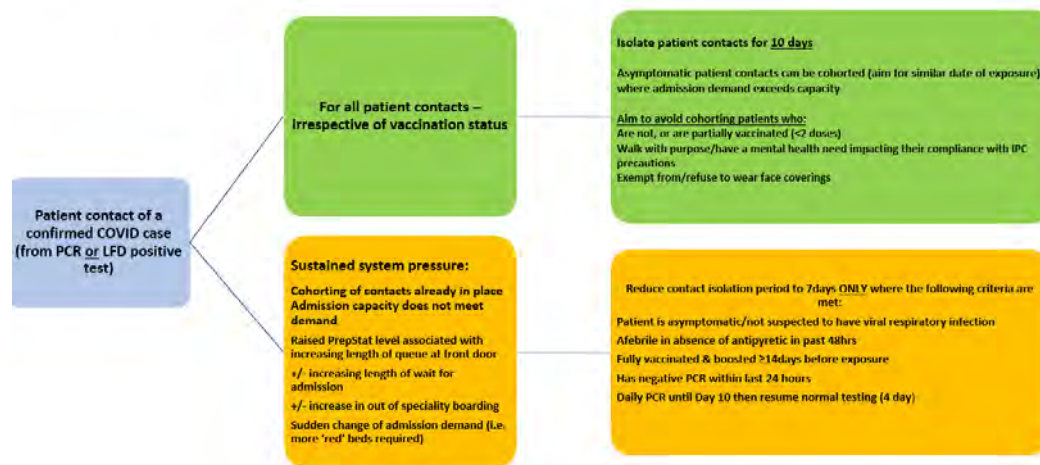 Patient contact of a
confirmed COVID case
(from PCR or LFD positive
test)
For all patient contacts –
irrespective of vaccination status
Isolate patient contacts for 10 days
Asymptomatic patient contacts can be cohorted (aim for similar date of exposure)
where admission demand exceeds capacity
Aim to avoid cohorting patients who:
Are not, or are partially vaccinated (<2 doses)
Walk with purpose/have a mental health need impacting their compliance with IPC
precautions
Exempt from/refuse to wear face coverings
Sustained system pressure:
Cohorting of contacts already in place
Admission capacity does not meet
demand
Raised PrepStat level associated with
increasing length of queue at front door
+/- increasing length of wait for
admission
+/- increase in out of speciality boarding
Sudden change of admission demand (i.e.
more 'red' beds required)
Reduce contact isolation period to 7days ONLY where the following criteria are
met:
Patient is asymptomatic/not suspected to have viral respiratory infection
Afebrile in absence of antipyretic in past 48hrs
Fully vaccinated & boosted ≥14days before exposure
Has negative PCR within last 24 hours
Daily PCR until Day 10 then resume normal testing (4 day)